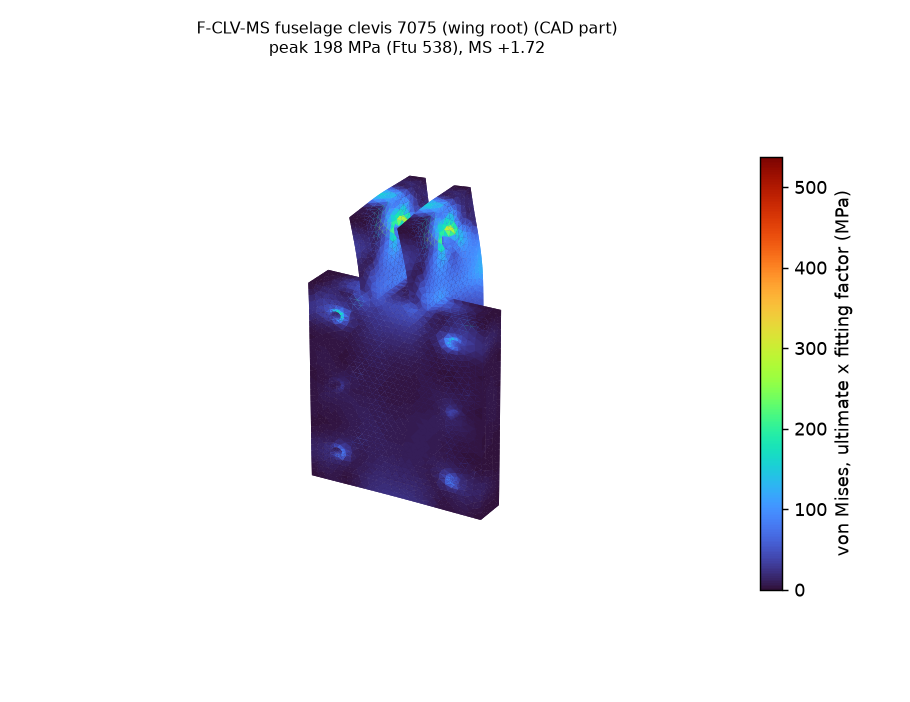 F-CLV-MS fuselage clevis 7075 (wing root) (CAD part)
peak 198 MPa (Ftu 538), MS +1.72
500
400
300
200
100
0
von Mises, ultimate x fitting factor (MPa)